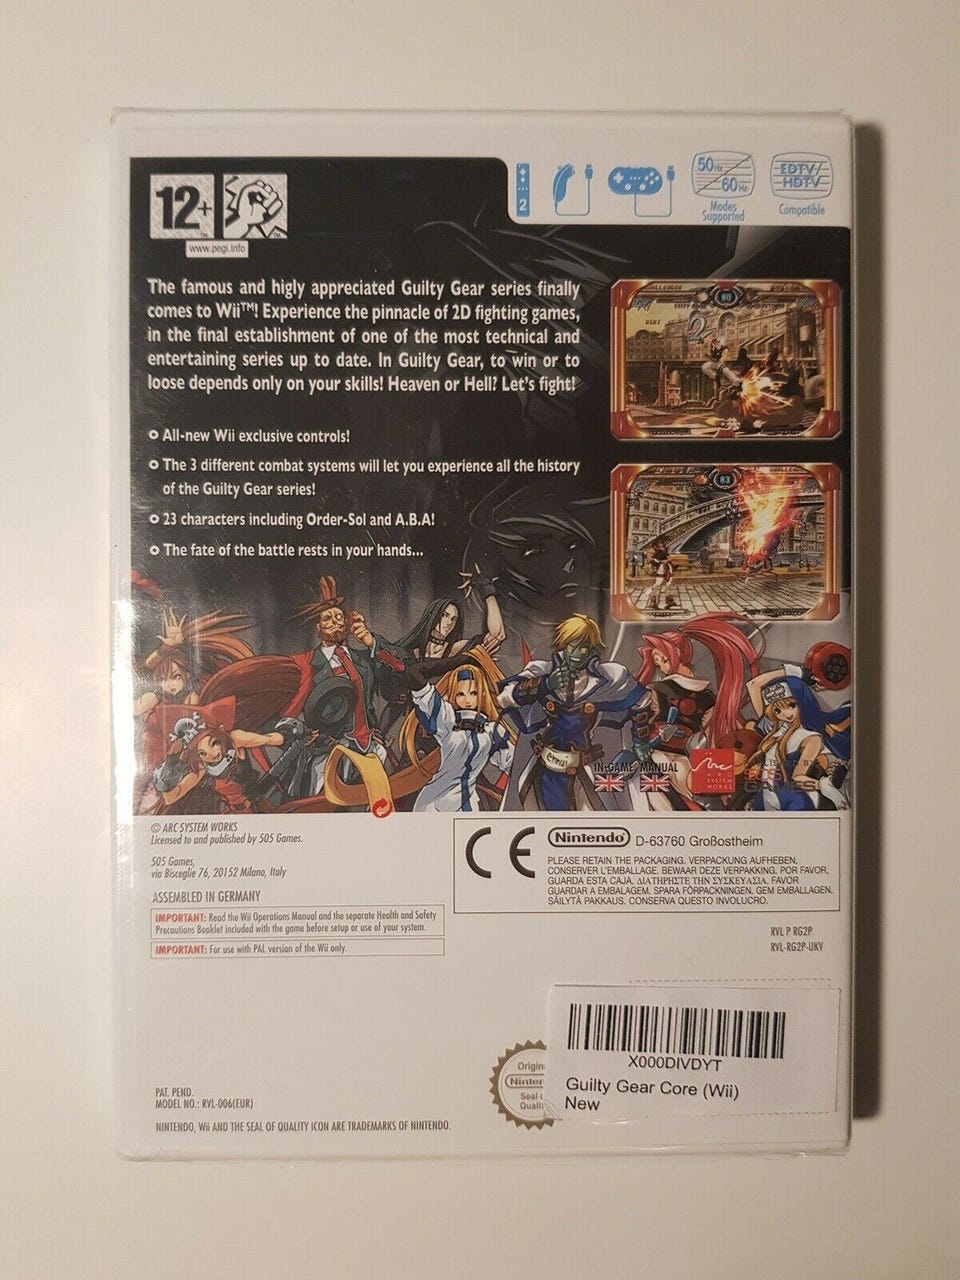 12+
www.pegi.info
2
50Hz
60Hz
Modes
Supported
EDTV/
HDTV
Compatible
The famous and higly appreciated Guilty Gear series finally
comes to Wii™! Experience the pinnacle of 2D fighting games,
in the final establishment of one of the most technical and
entertaining series up to date. In Guilty Gear, to win or to
loose depends only on your skills! Heaven or Hell? Let's fight!
All-new Wii exclusive controls!
The 3 different combat systems will let you experience all the history
of the Guilty Gear series!
23 characters including Order-Sol and A.B.A!
The fate of the battle rests in your hands...
ennui
IN-GAME MANUAL
ARC
SYSTEM
WORKS
505
GAMES
© ARC SYSTEM WORKS
Licensed to and published by 505 Games.
505 Games,
via Bisceglie 76, 20152 Milano, Italy
ASSEMBLED IN GERMANY
IMPORTANT: Read the Wii Operations Manual and the separate Health and Safety
Precautions Booklet included with the game before setup or use of your system.
IMPORTANT: For use with PAL version of the Wii only.
CE
Nintendo D-63760 Großostheim
PLEASE RETAIN THE PACKAGING. VERPACKUNG AUFHEBEN.
CONSERVER L'EMBALLAGE. BEWAAR DEZE VERPAKKING. POR FAVOR,
GUARDA ESTA CAJA. ΔΙΑΤΗΡΗΣΤΕ ΤΗΝ ΣΥΣΚΕΥΑΣΙΑ. FAVOR
GUARDAR A EMBALAGEM. SPARA FÖRPACKNINGEN. GEM EMBALLAGEN.
SÄILYTÄ PAKKAUS. CONSERVA QUESTO INVOLUCRO.
RVL P RG2P
RVL-RG2P-UKV
X000DIVDYT
Guilty Gear Core (Wii)
New
Origin
Ninten
Seal o
Quali
PAT. PEND.
MODEL NO.: RVL-006(EUR)
NINTENDO, Wii AND THE SEAL OF QUALITY ICON ARE TRADEMARKS OF NINTENDO.